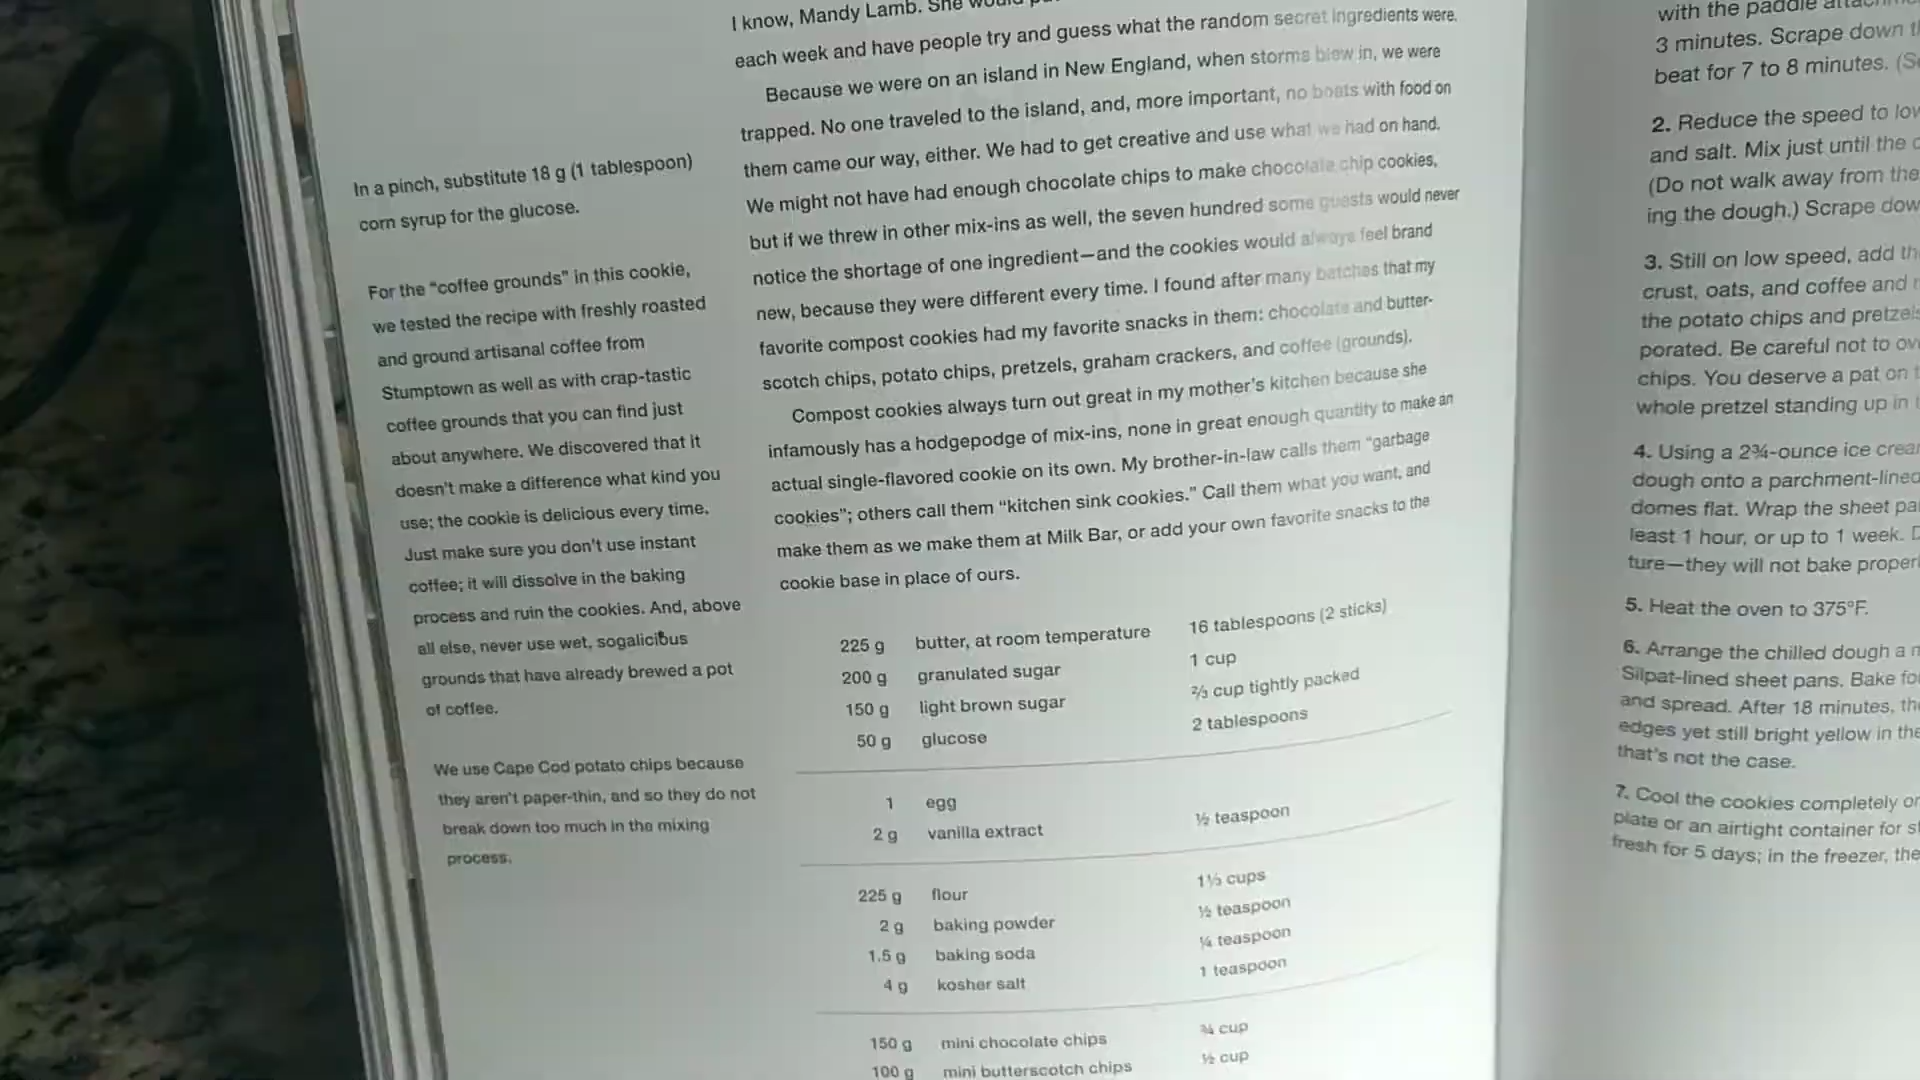 In a pinch, substitute 18 g (1 tablespoon)
corn syrup for the glucose.
For the “coffee grounds” in this cookie,
we tested the recipe with freshly roasted
and ground artisanal coffee from
Stumptown as well as with crap-tastic
coffee grounds that you can find just
about anywhere. We discovered that it
doesn't make a difference what kind you
use; the cookie is delicious every time.
Just make sure you don't use instant
coffee; it will dissolve in the baking
process and ruin the cookies. And, above
all else, never use wet, sogalicious
grounds that have already brewed a pot
of coffee.
We use Cape Cod potato chips because
they aren't paper-thin, and so they do not
break down too much in the mixing
process.
I know, Mandy Lamb. She would
each week and have people try and guess what the random secret ingredients were.
Because we were on an island in New England, when storms blew in, we were
trapped. No one traveled to the island, and, more important, no boats with food on
them came our way, either. We had to get creative and use what we had on hand.
We might not have had enough chocolate chips to make chocolate chip cookies,
but if we threw in other mix-ins as well, the seven hundred some guests would never
notice the shortage of one ingredient—and the cookies would always feel brand
new, because they were different every time. I found after many batches that my
favorite compost cookies had my favorite snacks in them: chocolate and butter-
scotch chips, potato chips, pretzels, graham crackers, and coffee (grounds).
Compost cookies always turn out great in my mother's kitchen because she
infamously has a hodgepodge of mix-ins, none in great enough quantity to make an
actual single-flavored cookie on its own. My brother-in-law calls them “garbage
cookies”; others call them “kitchen sink cookies.” Call them what you want, and
make them as we make them at Milk Bar, or add your own favorite snacks to the
cookie base in place of ours.
225 g butter, at room temperature 16 tablespoons (2 sticks)
200 g granulated sugar 1 cup
150 g light brown sugar ⅔ cup tightly packed
50 g glucose 2 tablespoons
1 egg
2 g vanilla extract ½ teaspoon
225 g flour 1⅓ cups
2 g baking powder ½ teaspoon
1.5 g baking soda ¼ teaspoon
4 g kosher salt 1 teaspoon
150 g mini chocolate chips ¾ cup
100 g mini butterscotch chips ½ cup
with the paddle
3 minutes. Scrape down
beat for 7 to 8 minutes.
2. Reduce the speed to low
and salt. Mix just until the
(Do not walk away from the
ing the dough.) Scrape
3. Still on low speed, add
crust, oats, and coffee and
the potato chips and pretzels
porated. Be careful not to
chips. You deserve a pat on
whole pretzel standing up in
4. Using a 2¾-ounce ice
dough onto a parchment-lined
domes flat. Wrap the sheet
least 1 hour, or up to 1 week.
ture—they will not bake
5. Heat the oven to 375°F.
6. Arrange the chilled dough a
Silpat-lined sheet pans. Bake
and spread. After 18 minutes,
edges yet still bright yellow in
that's not the case.
7. Cool the cookies completely
plate or an airtight container for
fresh for 5 days; in the freezer,